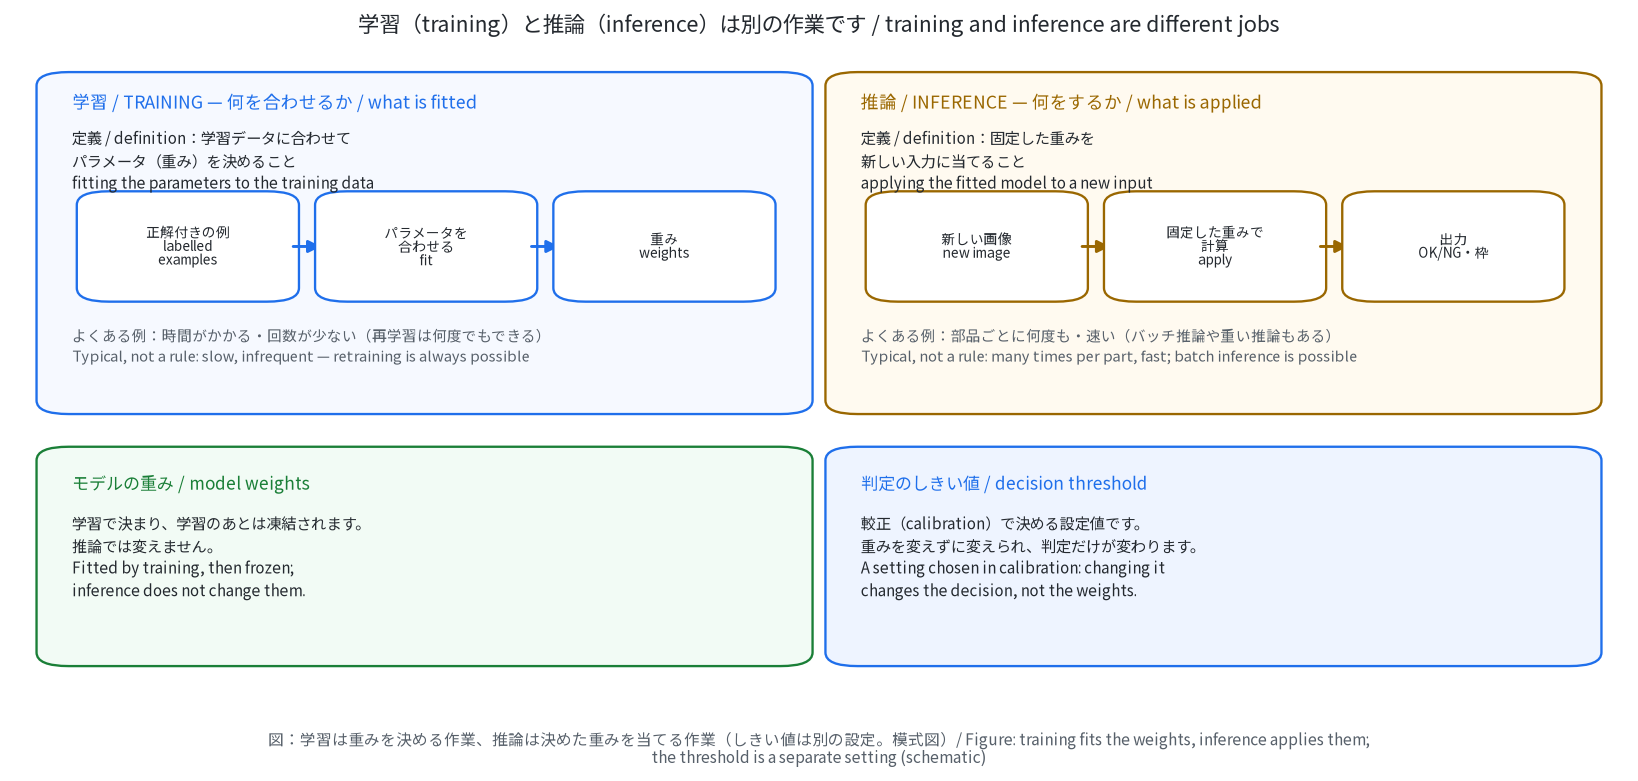 学習（training）と推論（inference）は別の作業です / training and inference are different jobs
学習 / TRAINING — 何を合わせるか / what is fitted
定義 / definition：学習データに合わせて
パラメータ（重み）を決めること
fitting the parameters to the training data
正解付きの例
labelled
examples
パラメータを
合わせる
fit
重み
weights
よくある例：時間がかかる・回数が少ない（再学習は何度でもできる）
Typical, not a rule: slow, infrequent — retraining is always possible
推論 / INFERENCE — 何をするか / what is applied
定義 / definition：固定した重みを
新しい入力に当てること
applying the fitted model to a new input
新しい画像
new image
固定した重みで
計算
apply
出力
OK/NG・枠
よくある例：部品ごとに何度も・速い（バッチ推論や重い推論もある）
Typical, not a rule: many times per part, fast; batch inference is possible
モデルの重み / model weights
学習で決まり、学習のあとは凍結されます。
推論では変えません。
Fitted by training, then frozen;
inference does not change them.
判定のしきい値 / decision threshold
較正（calibration）で決める設定値です。
重みを変えずに変えられ、判定だけが変わります。
A setting chosen in calibration: changing it
changes the decision, not the weights.
図：学習は重みを決める作業、推論は決めた重みを当てる作業（しきい値は別の設定。模式図）/ Figure: training fits the weights, inference applies them;
the threshold is a separate setting (schematic)